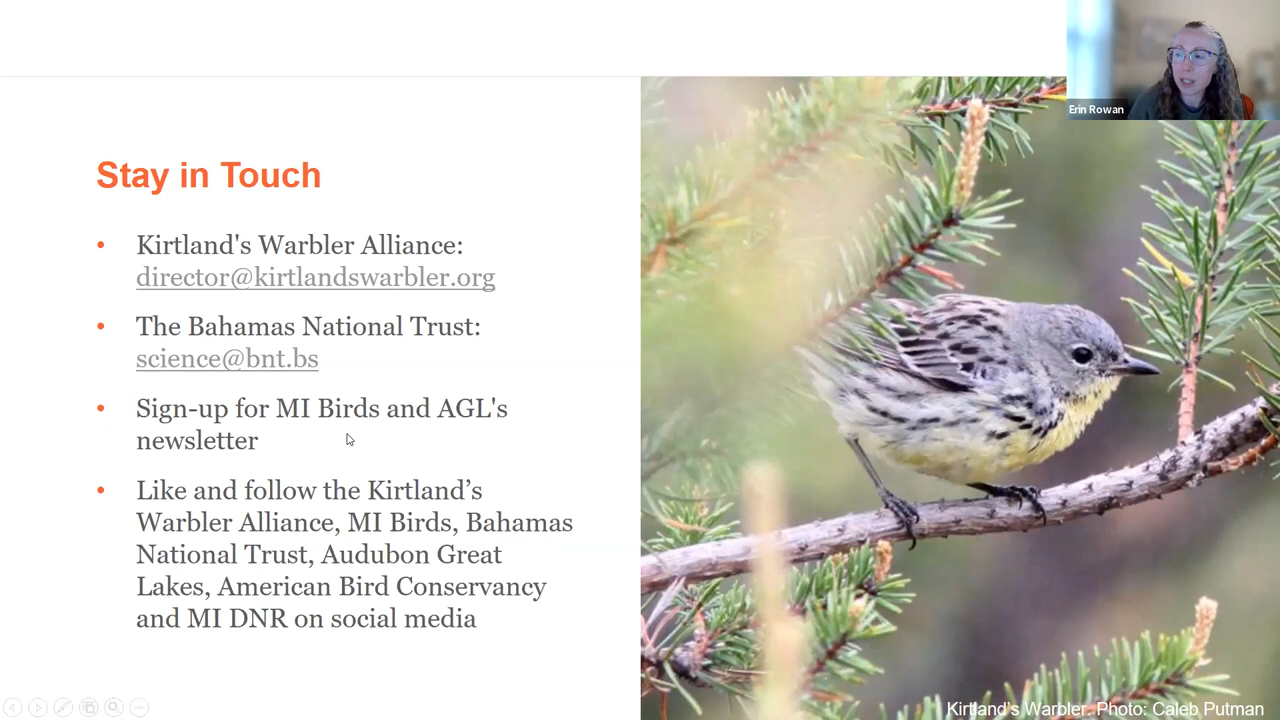 Erin Rowan
Stay in Touch
• Kirtland's Warbler Alliance:
director@kirtlandswarbler.org
• The Bahamas National Trust:
science@bnt.bs
• Sign-up for MI Birds and AGL's
newsletter
• Like and follow the Kirtland’s
Warbler Alliance, MI Birds, Bahamas
National Trust, Audubon Great
Lakes, American Bird Conservancy
and MI DNR on social media
Kirtland’s Warbler. Photo: Caleb Putman